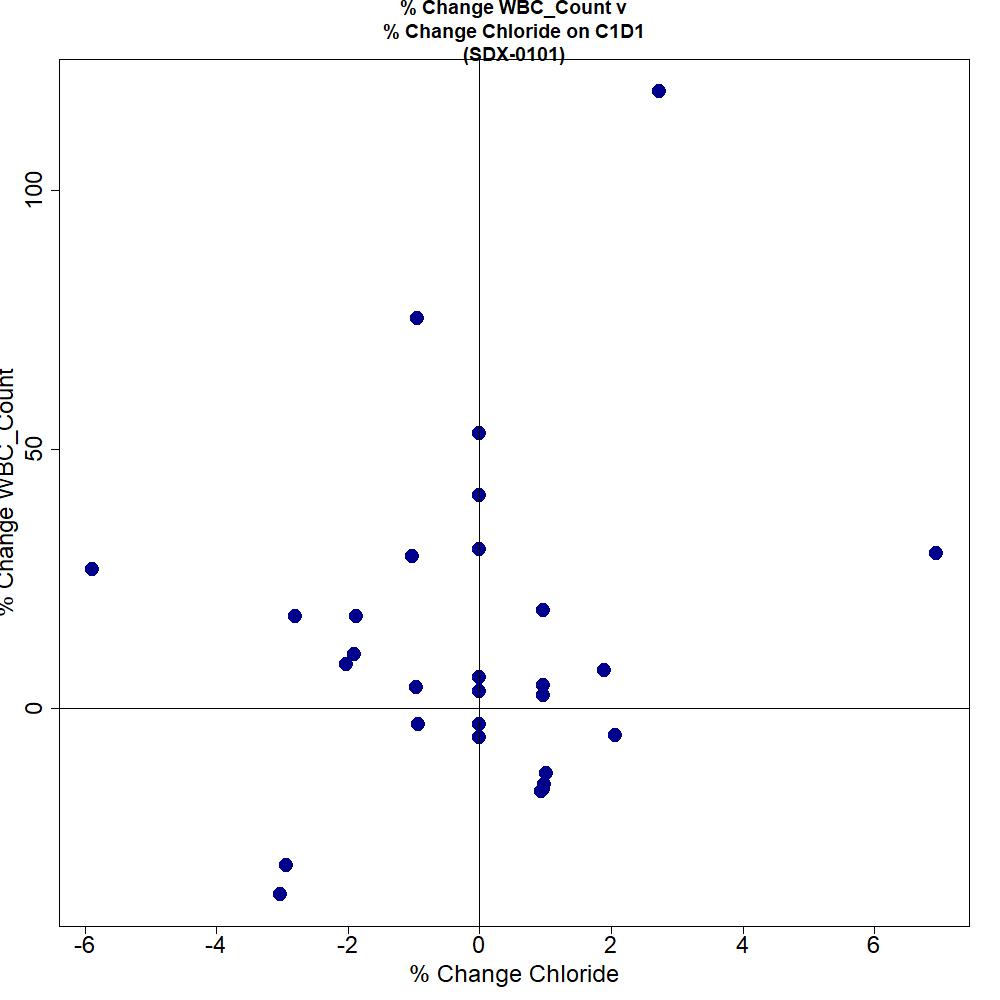 % Change WBC_Count v
% Change Chloride on C1D1
(SDX-0101)
100
50
0
% Change WBC_Count
-6
-4
-2
0
2
4
6
% Change Chloride